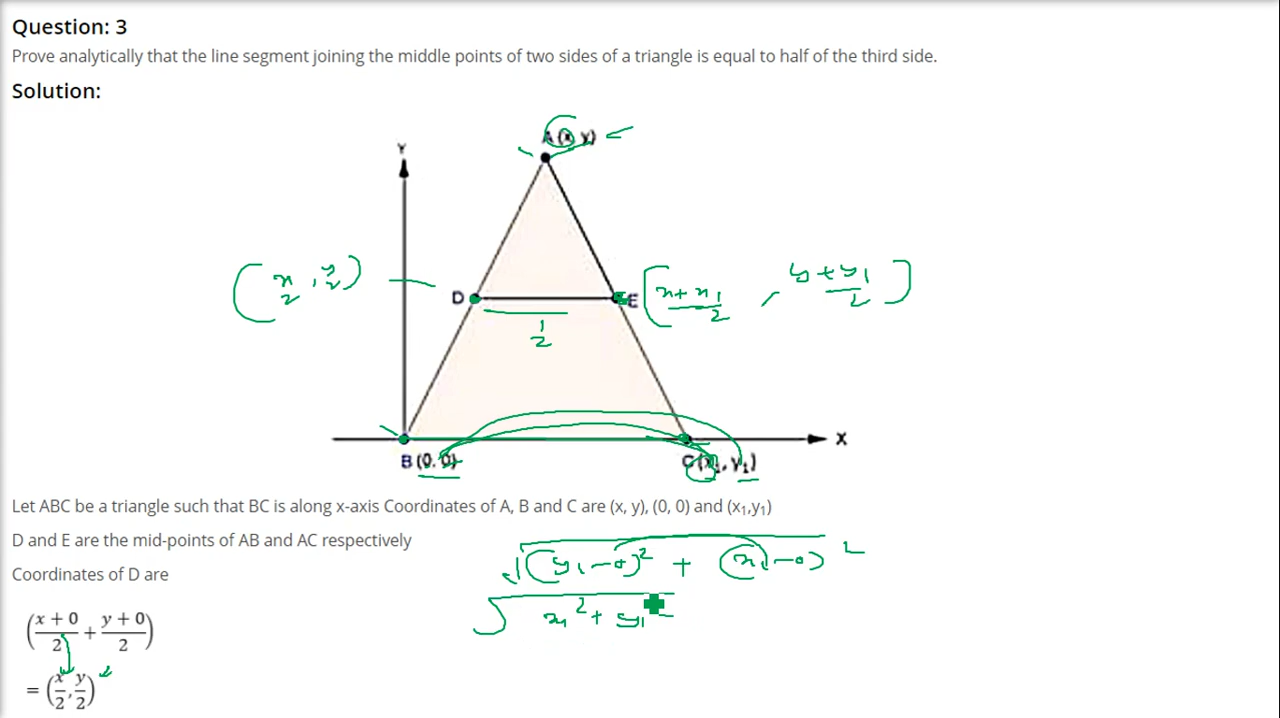 Question: 3
Prove analytically that the line segment joining the middle points of two sides of a triangle is equal to half of the third side.
Solution:
A(x, y)
Y
(x/2, y/2)
D
E
[(x+x₁)/2, (y+y₁)/2]
1/2
X
B(0, 0)
C(x₁, y₁)
Let ABC be a triangle such that BC is along x-axis Coordinates of A, B and C are (x, y), (0, 0) and (x₁,y₁)
D and E are the mid-points of AB and AC respectively
√((y₁-0)² + (x₁-0)²)
Coordinates of D are
√(x₁² + y₁²)
((x + 0)/2 + (y + 0)/2)
= (x/2, y/2)